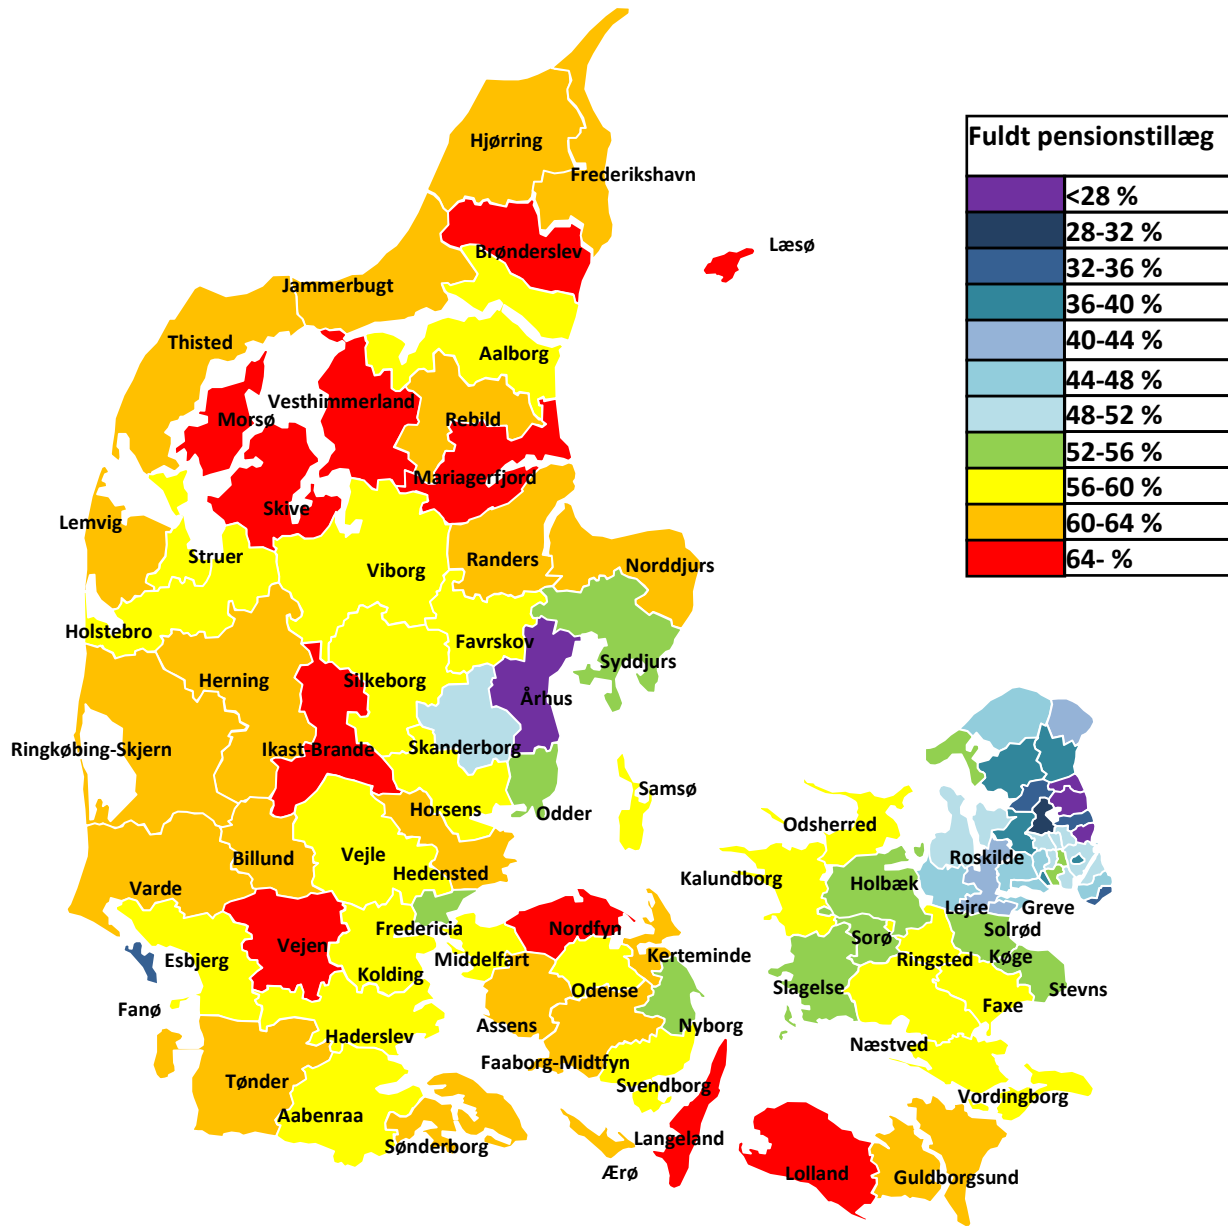 Hjørring
Frederikshavn
Fuldt pensionstillæg
<28 %
28-32 %
32-36 %
36-40 %
40-44 %
44-48 %
48-52 %
52-56 %
56-60 %
60-64 %
64- %
Læsø
Brønderslev
Jammerbugt
Thisted
Aalborg
Vesthimmerland
Morsø
Rebild
Mariagerfjord
Skive
Lemvig
Struer
Viborg
Randers
Norddjurs
Holstebro
Favrskov
Syddjurs
Herning
Silkeborg
Århus
Ringkøbing-Skjern
Ikast-Brande
Skanderborg
Samsø
Horsens
Odder
Odsherred
Billund
Vejle
Hedensted
Roskilde
Kalundborg
Holbæk
Varde
Lejre
Greve
Fredericia
Nordfyn
Solrød
Vejen
Sorø
Esbjerg
Middelfart
Kerteminde
Ringsted
Køge
Kolding
Odense
Slagelse
Stevns
Fanø
Faxe
Assens
Nyborg
Haderslev
Næstved
Faaborg-Midtfyn
Tønder
Svendborg
Vordingborg
Aabenraa
Sønderborg
Langeland
Ærø
Lolland
Guldborgsund